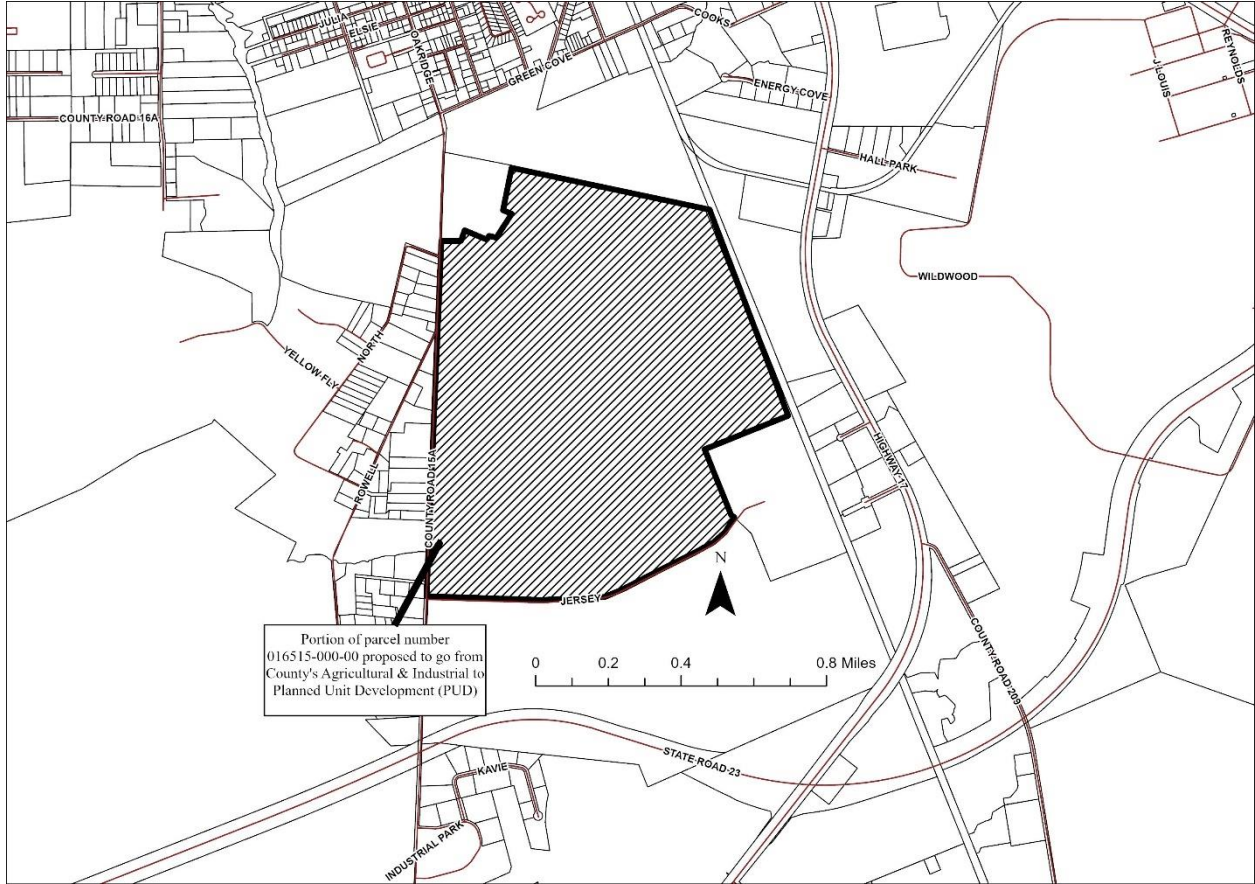 COOKS
JULIA
ELSIE
OAKRIDGE
GREEN COVE
REYNOLDS
J LOUIS
ENERGY COVE
COUNTY ROAD 16A
HALL PARK
WILDWOOD
NORTH
YELLOW FLY
ROWELL
COUNTY ROAD 15A
HIGHWAY 17
N
JERSEY
COUNTY ROAD 209
Portion of parcel number
016515-000-00 proposed to go from
County's Agricultural & Industrial to
Planned Unit Development (PUD)
0 0.2 0.4 0.8 Miles
STATE ROAD 23
KAVIE
INDUSTRIAL PARK